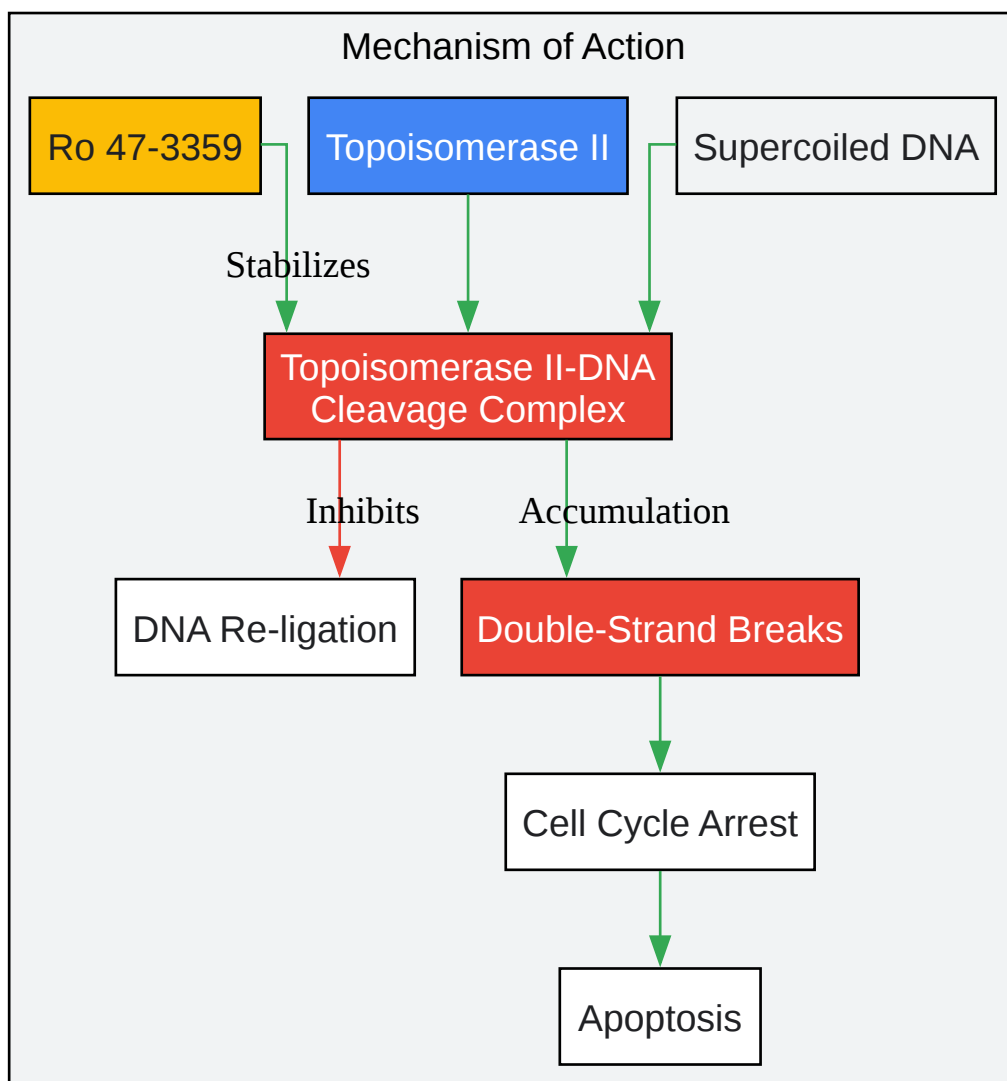 Mechanism of Action
Ro 47-3359
Topoisomerase II
Supercoiled DNA
Stabilizes
Topoisomerase II-DNA
Cleavage Complex
Inhibits
Accumulation
DNA Re-ligation
Double-Strand Breaks
Cell Cycle Arrest
Apoptosis